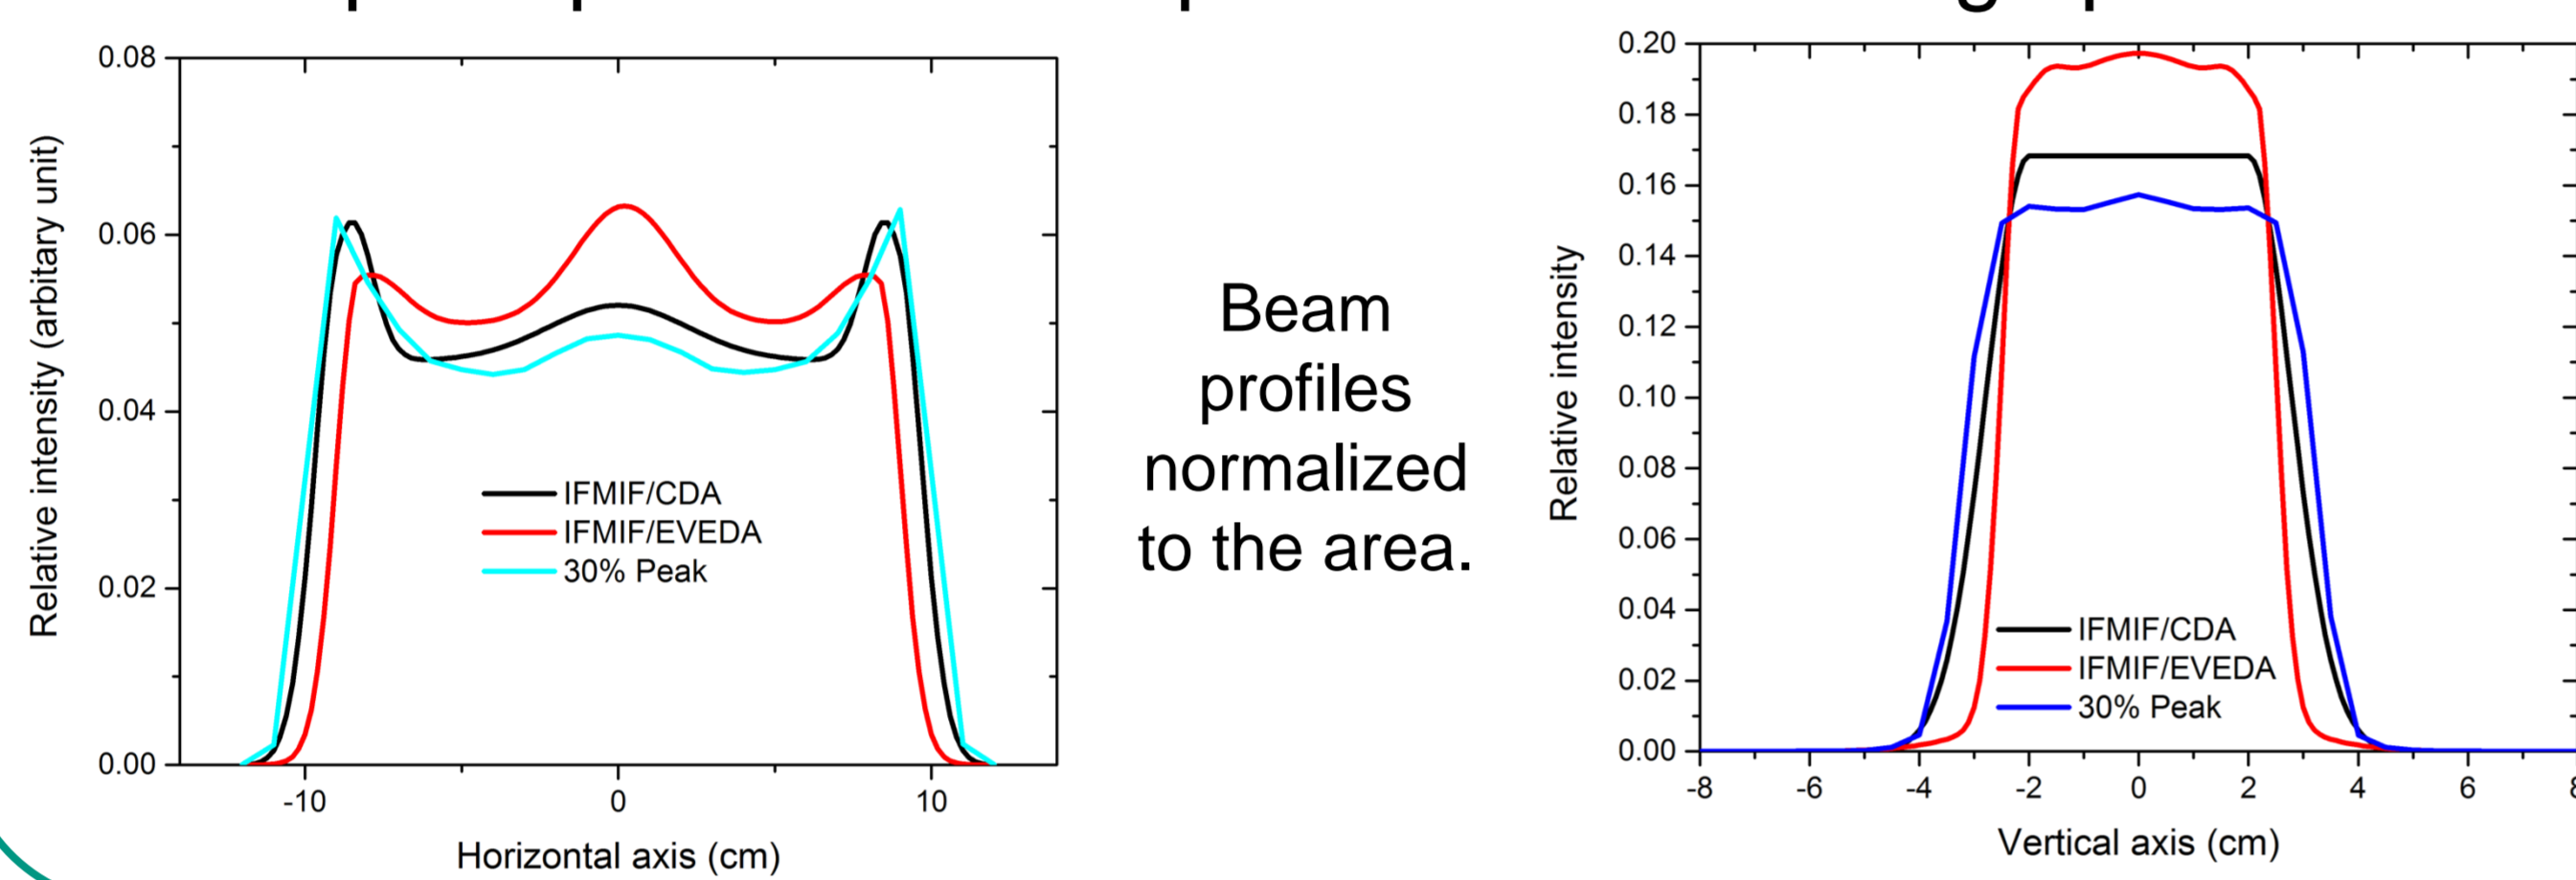 0.08
0.06
0.04
0.02
0.00
-10
0
10
Relative intensity (arbitary unit)
Horizontal axis (cm)
IFMIF/CDA
IFMIF/EVEDA
30% Peak
Beam
profiles
normalized
to the area.
0.20
0.18
0.16
0.14
0.12
0.10
0.08
0.06
0.04
0.02
0.00
-8
-6
-4
-2
0
2
4
6
8
Relative intensity
Vertical axis (cm)
IFMIF/CDA
IFMIF/EVEDA
30% Peak